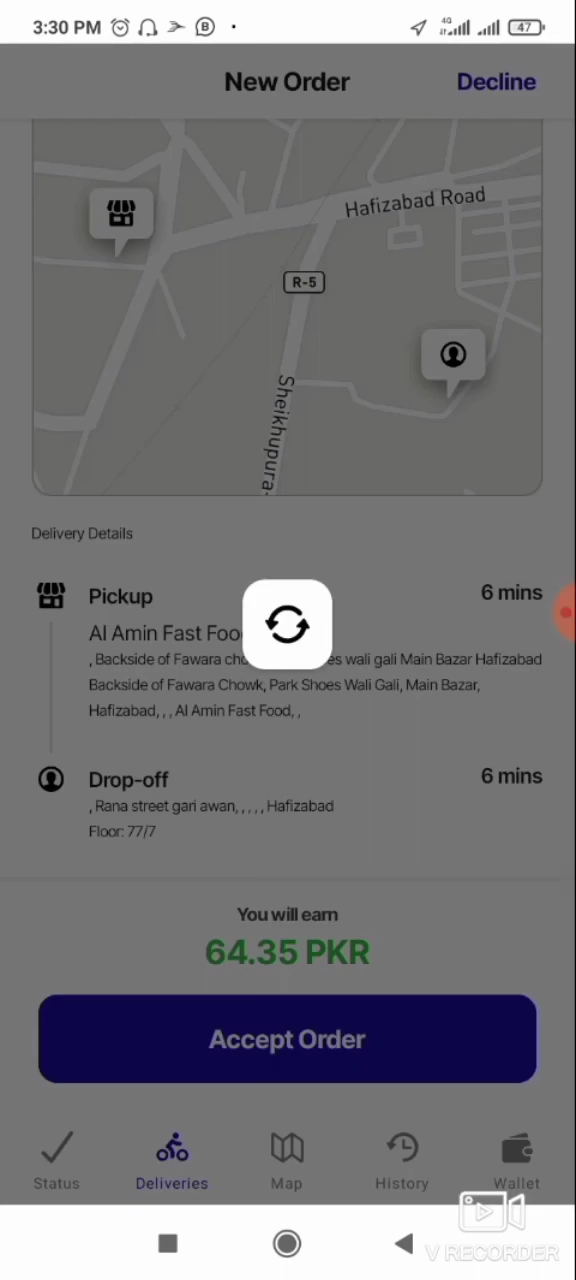 3:30 PM
4G
47
New Order
Decline
Hafizabad Road
R-5
Sheikhupura-
Delivery Details
Pickup
6 mins
Al Amin Fast Foo
, Backside of Fawara cho es wali gali Main Bazar Hafizabad
Backside of Fawara Chowk, Park Shoes Wali Gali, Main Bazar,
Hafizabad, , , Al Amin Fast Food, ,
Drop-off
6 mins
, Rana street gari awan, , , , , Hafizabad
Floor: 77/7
You will earn
64.35 PKR
Accept Order
Status
Deliveries
Map
History
Wallet
V RECORDER